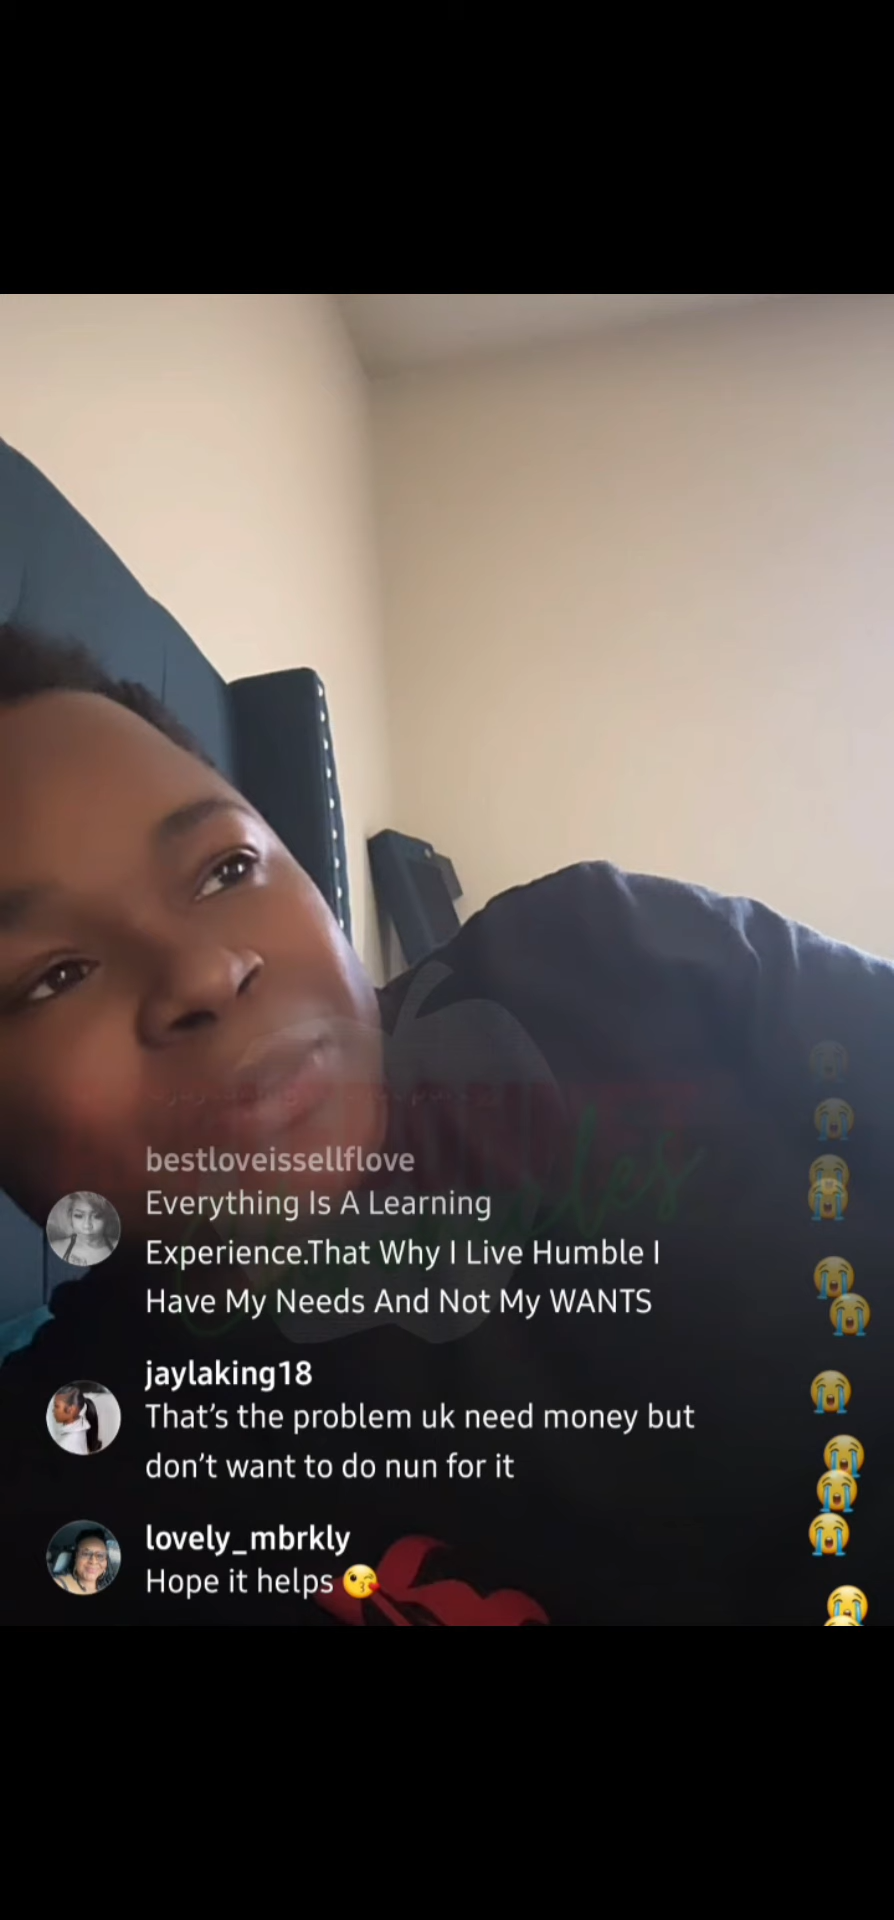 bestloveissellflove
Everything Is A Learning
Experience.That Why I Live Humble I
Have My Needs And Not My WANTS
jaylaking18
That's the problem uk need money but
don't want to do nun for it
lovely_mbrkly
Hope it helps 😘